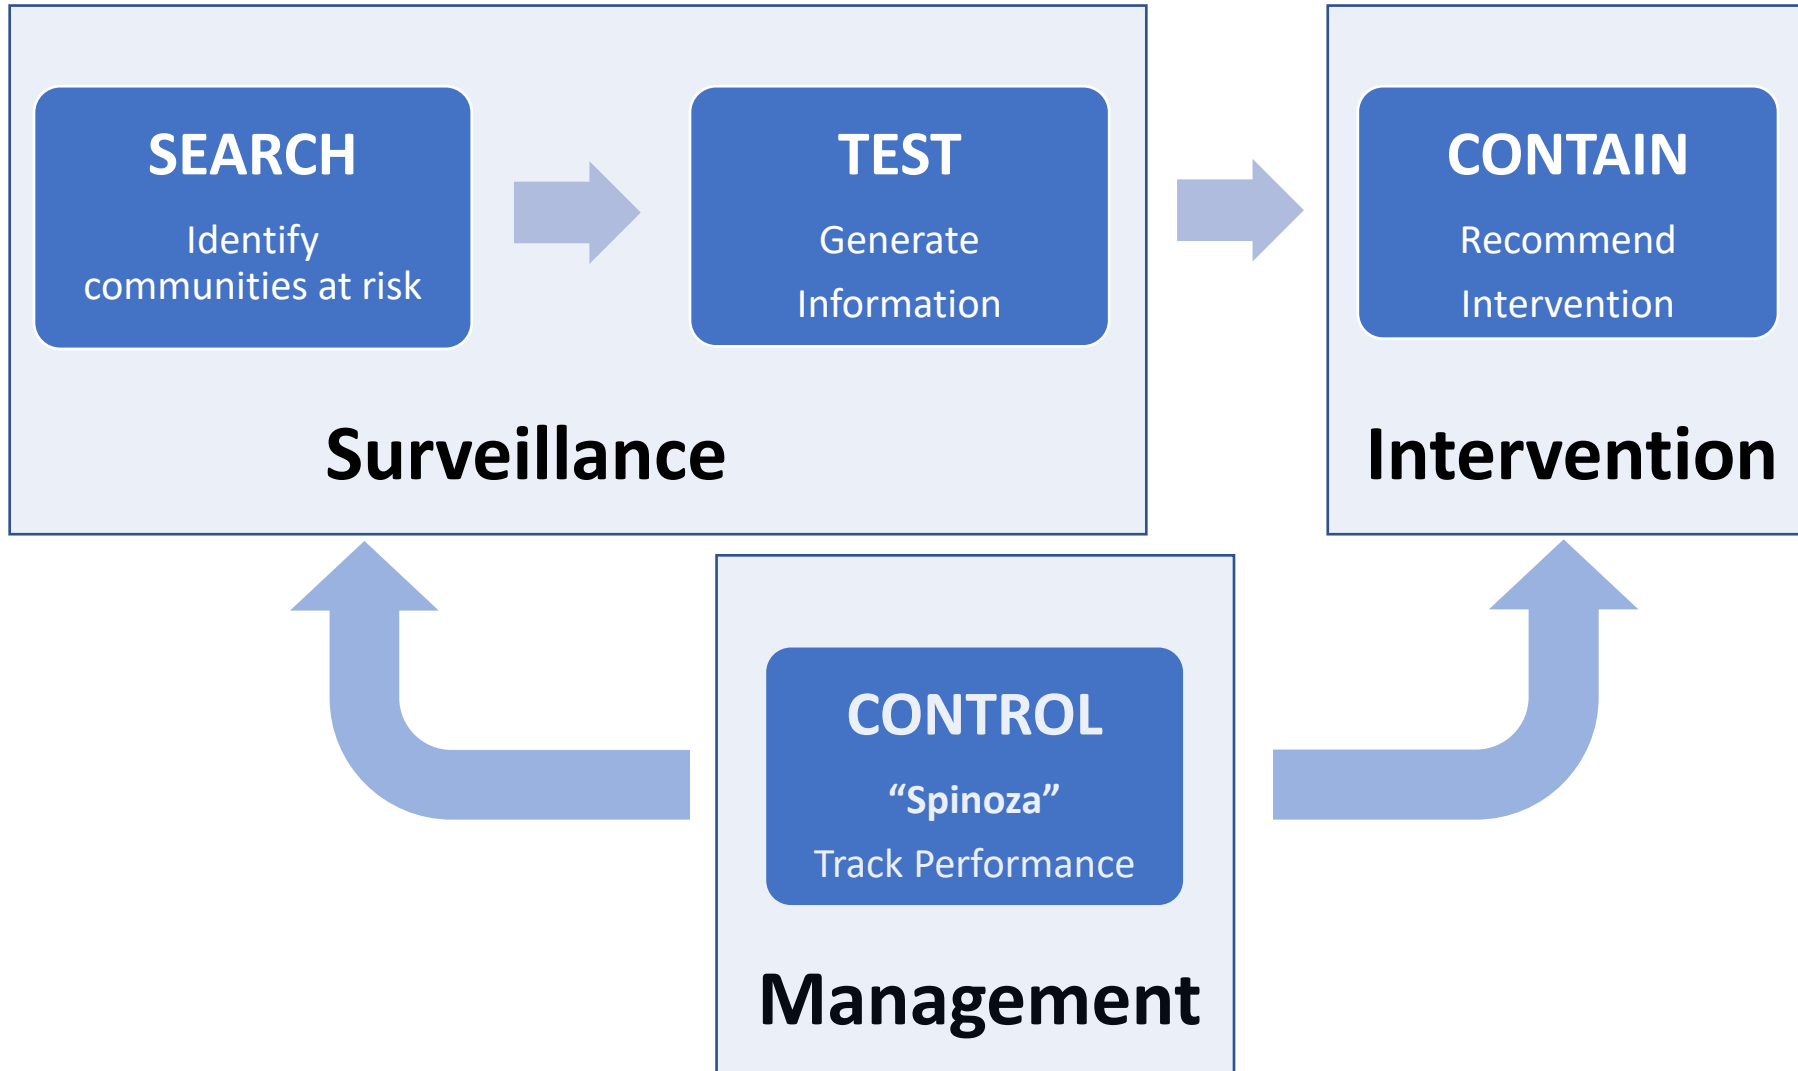 SEARCH
Identify
communities at risk
TEST
Generate
Information
Surveillance
CONTAIN
Recommend
Intervention
Intervention
CONTROL
“Spinoza”
Track Performance
Management